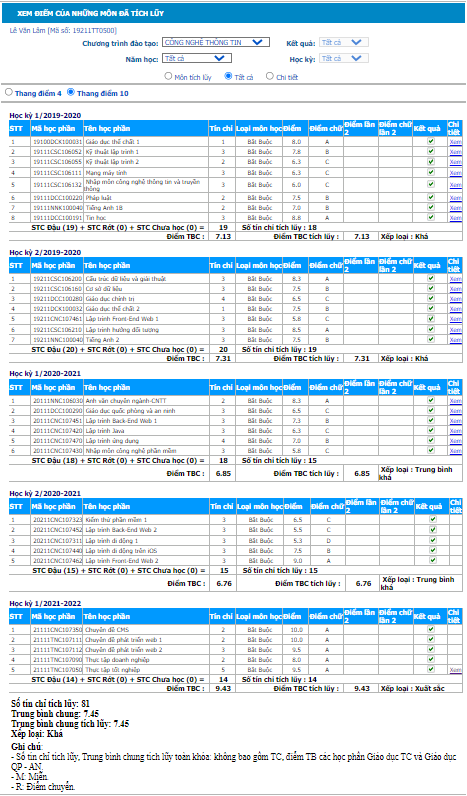 XEM ĐIỂM CỦA NHỮNG MÔN ĐÃ TÍCH LŨY
Lê Văn Lâm [Mã số: 19211TT0500]
Chương trình đào tạo: CÔNG NGHỆ THÔNG TIN Kết quả: Tất cả
Năm học: Tất cả Học kỳ: Tất cả
Môn tích lũy Tất cả Chi tiết
Thang điểm 4 Thang điểm 10
Học kỳ 1/2019-2020
STT Mã học phần Tên học phần Tín chỉ Loại môn học Điểm Điểm chữ Điểm lần 2 Điểm chữ lần 2 Kết quả Chi tiết
1 19100DCK100031 Giáo dục thể chất 1 1 Bắt Buộc 8.0 A Xem
2 19111CSC106052 Kỹ thuật lập trình 1 3 Bắt Buộc 7.8 B Xem
3 19111CSC106055 Kỹ thuật lập trình 2 2 Bắt Buộc 6.3 C Xem
4 19111CSC106111 Mạng máy tính 3 Bắt Buộc 6.3 C Xem
5 19111CSC106132 Nhập môn công nghệ thông tin và truyền thông 3 Bắt Buộc 6.0 C Xem
6 19111DCC100220 Pháp luật 2 Bắt Buộc 7.5 B Xem
7 19111NNK100040 Tiếng Anh 1B 2 Bắt Buộc 7.0 B Xem
8 19111DCC100191 Tin học 3 Bắt Buộc 8.8 A Xem
STC Đậu (19) + STC Rớt (0) + STC Chưa học (0) = 19 Số tín chỉ tích lũy : 18
Điểm TBC : 7.13 Điểm TBC tích lũy : 7.13 Xếp loại : Khá
Học kỳ 2/2019-2020
STT Mã học phần Tên học phần Tín chỉ Loại môn học Điểm Điểm chữ Điểm lần 2 Điểm chữ lần 2 Kết quả Chi tiết
1 19211CSC106200 Cấu trúc dữ liệu và giải thuật 3 Bắt Buộc 8.3 A Xem
2 19211CSC106160 Cơ sở dữ liệu 3 Bắt Buộc 7.5 B Xem
3 19211DCC100280 Giáo dục chính trị 4 Bắt Buộc 6.5 C Xem
4 19211DCK100032 Giáo dục thể chất 2 1 Bắt Buộc 7.5 B Xem
5 19211CNC107461 Lập trình Front-End Web 1 3 Bắt Buộc 5.8 C Xem
6 19211CSC106210 Lập trình hướng đối tượng 3 Bắt Buộc 8.5 A Xem
7 19211NNC100040 Tiếng Anh 2 3 Bắt Buộc 7.5 B Xem
STC Đậu (20) + STC Rớt (0) + STC Chưa học (0) = 20 Số tín chỉ tích lũy : 19
Điểm TBC : 7.31 Điểm TBC tích lũy : 7.31 Xếp loại : Khá
Học kỳ 1/2020-2021
STT Mã học phần Tên học phần Tín chỉ Loại môn học Điểm Điểm chữ Điểm lần 2 Điểm chữ lần 2 Kết quả Chi tiết
1 20111NNC106030 Anh văn chuyên ngành-CNTT 2 Bắt Buộc 8.3 A Xem
2 20111DCC100290 Giáo dục quốc phòng và an ninh 3 Bắt Buộc 6.5 C Xem
3 20111CNC107451 Lập trình Back-End Web 1 3 Bắt Buộc 7.3 B Xem
4 20111CNC107420 Lập trình Java 3 Bắt Buộc 6.3 C Xem
5 20111CNC107470 Lập trình ứng dụng 4 Bắt Buộc 7.0 B Xem
6 20111CNC107430 Nhập môn công nghệ phần mềm 3 Bắt Buộc 5.8 C Xem
STC Đậu (18) + STC Rớt (0) + STC Chưa học (0) = 18 Số tín chỉ tích lũy : 15
Điểm TBC : 6.85 Điểm TBC tích lũy : 6.85 Xếp loại : Trung bình khá
Học kỳ 2/2020-2021
STT Mã học phần Tên học phần Tín chỉ Loại môn học Điểm Điểm chữ Điểm lần 2 Điểm chữ lần 2 Kết quả Chi tiết
1 20211CNC107323 Kiểm thử phần mềm 1 3 Bắt Buộc 6.5 C
2 20211CNC107452 Lập trình Back-End Web 2 3 Bắt Buộc 5.5 C
3 20211CNC107311 Lập trình di động 1 3 Bắt Buộc 5.3 D
4 20211CNC107440 Lập trình di động trên iOS 3 Bắt Buộc 7.5 B
5 20211CNC107462 Lập trình Front-End Web 2 3 Bắt Buộc 9.0 A
STC Đậu (15) + STC Rớt (0) + STC Chưa học (0) = 15 Số tín chỉ tích lũy : 15
Điểm TBC : 6.76 Điểm TBC tích lũy : 6.76 Xếp loại : Trung bình khá
Học kỳ 1/2021-2022
STT Mã học phần Tên học phần Tín chỉ Loại môn học Điểm Điểm chữ Điểm lần 2 Điểm chữ lần 2 Kết quả Chi tiết
1 21111CNC107350 Chuyên đề CMS 2 Bắt Buộc 10.0 A
2 21111TNC107111 Chuyên đề phát triển web 1 2 Bắt Buộc 10.0 A
3 21111TNC107112 Chuyên đề phát triển web 2 3 Bắt Buộc 9.5 A
4 21111TNC107090 Thực tập doanh nghiệp 2 Bắt Buộc 8.0 A
5 21111TNC107050 Thực tập tốt nghiệp 5 Bắt Buộc 9.5 A Xem
STC Đậu (14) + STC Rớt (0) + STC Chưa học (0) = 14 Số tín chỉ tích lũy : 14
Điểm TBC : 9.43 Điểm TBC tích lũy : 9.43 Xếp loại : Xuất sắc
Số tín chỉ tích lũy: 81
Trung bình chung: 7.45
Trung bình chung tích lũy: 7.45
Xếp loại: Khá
Ghi chú:
- Số tín chỉ tích lũy, Trung bình chung tích lũy toàn khóa: không bao gồm TC, điểm TB các học phần Giáo dục TC và Giáo dục
QP - AN.
- M: Miễn.
- R: Điểm chuyển.